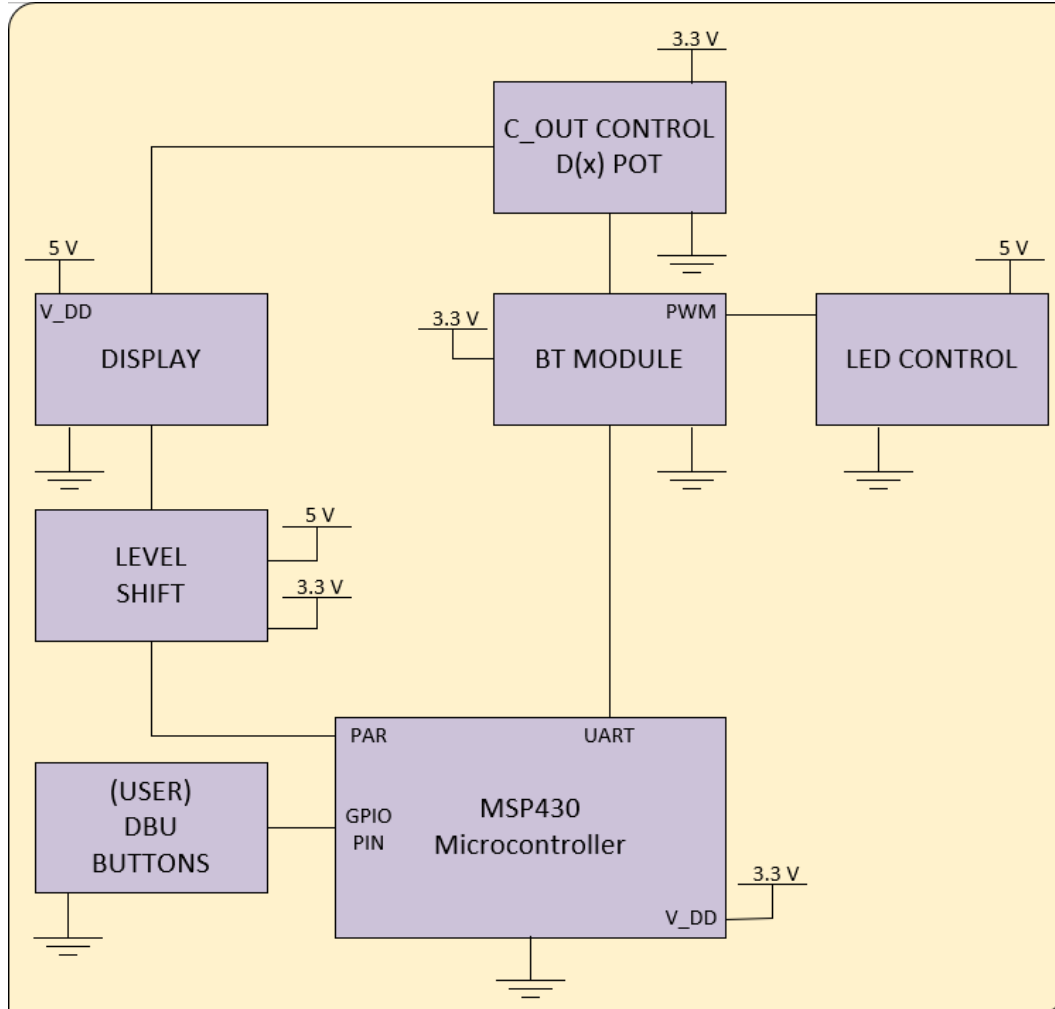 3.3 V
C_OUT CONTROL
D(x) POT
5 V
V_DD
DISPLAY
3.3 V
PWM
BT MODULE
5 V
LED CONTROL
LEVEL
SHIFT
5 V
3.3 V
PAR
UART
(USER)
DBU
BUTTONS
GPIO
PIN
MSP430
Microcontroller
V_DD
3.3 V